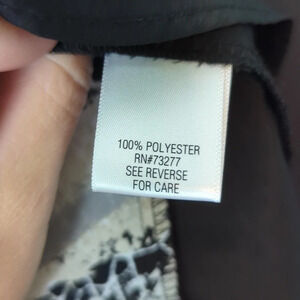 100% POLYESTER
RN#73277
SEE REVERSE
FOR CARE